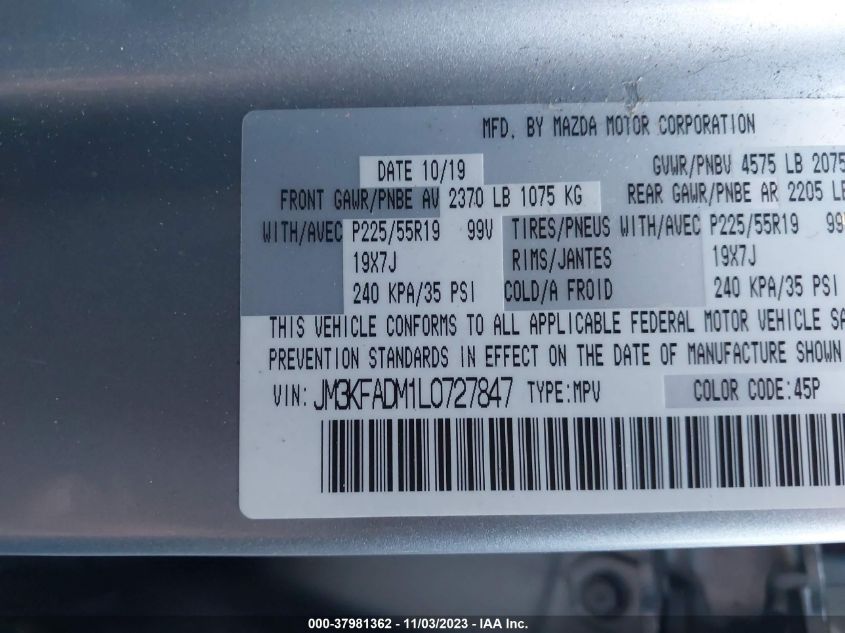 MFD. BY MAZDA MOTOR CORPORATION
DATE 10/19 GVWR/PNBV 4575 LB 2075
FRONT GAWR/PNBE AV 2370 LB 1075 KG REAR GAWR/PNBE AR 2205 LB
WITH/AVEC P225/55R19 99V TIRES/PNEUS WITH/AVEC P225/55R19 99V
19X7J RIMS/JANTES 19X7J
240 KPA/35 PSI COLD/A FROID 240 KPA/35 PSI
THIS VEHICLE CONFORMS TO ALL APPLICABLE FEDERAL MOTOR VEHICLE SA
PREVENTION STANDARDS IN EFFECT ON THE DATE OF MANUFACTURE SHOWN
VIN: JM3KFADM1L0727847 TYPE:MPV COLOR CODE:45P
000-37981362 - 11/03/2023 - IAA Inc.